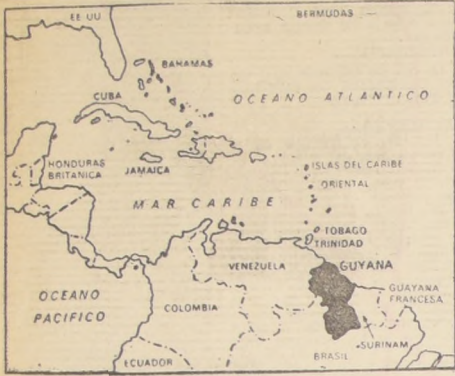 EE UU
BERMUDAS
BAHAMAS
CUBA
OCEANO ATLANTICO
HONDURAS
BRITANICA
JAMAICA
ISLAS DEL CARIBE
ORIENTAL
MAR CARIBE
TOBAGO
TRINIDAD
VENEZUELA
GUYANA
GUAYANA
FRANCESA
OCEANO
PACIFICO
COLOMBIA
SURINAM
BRASIL
ECUADOR